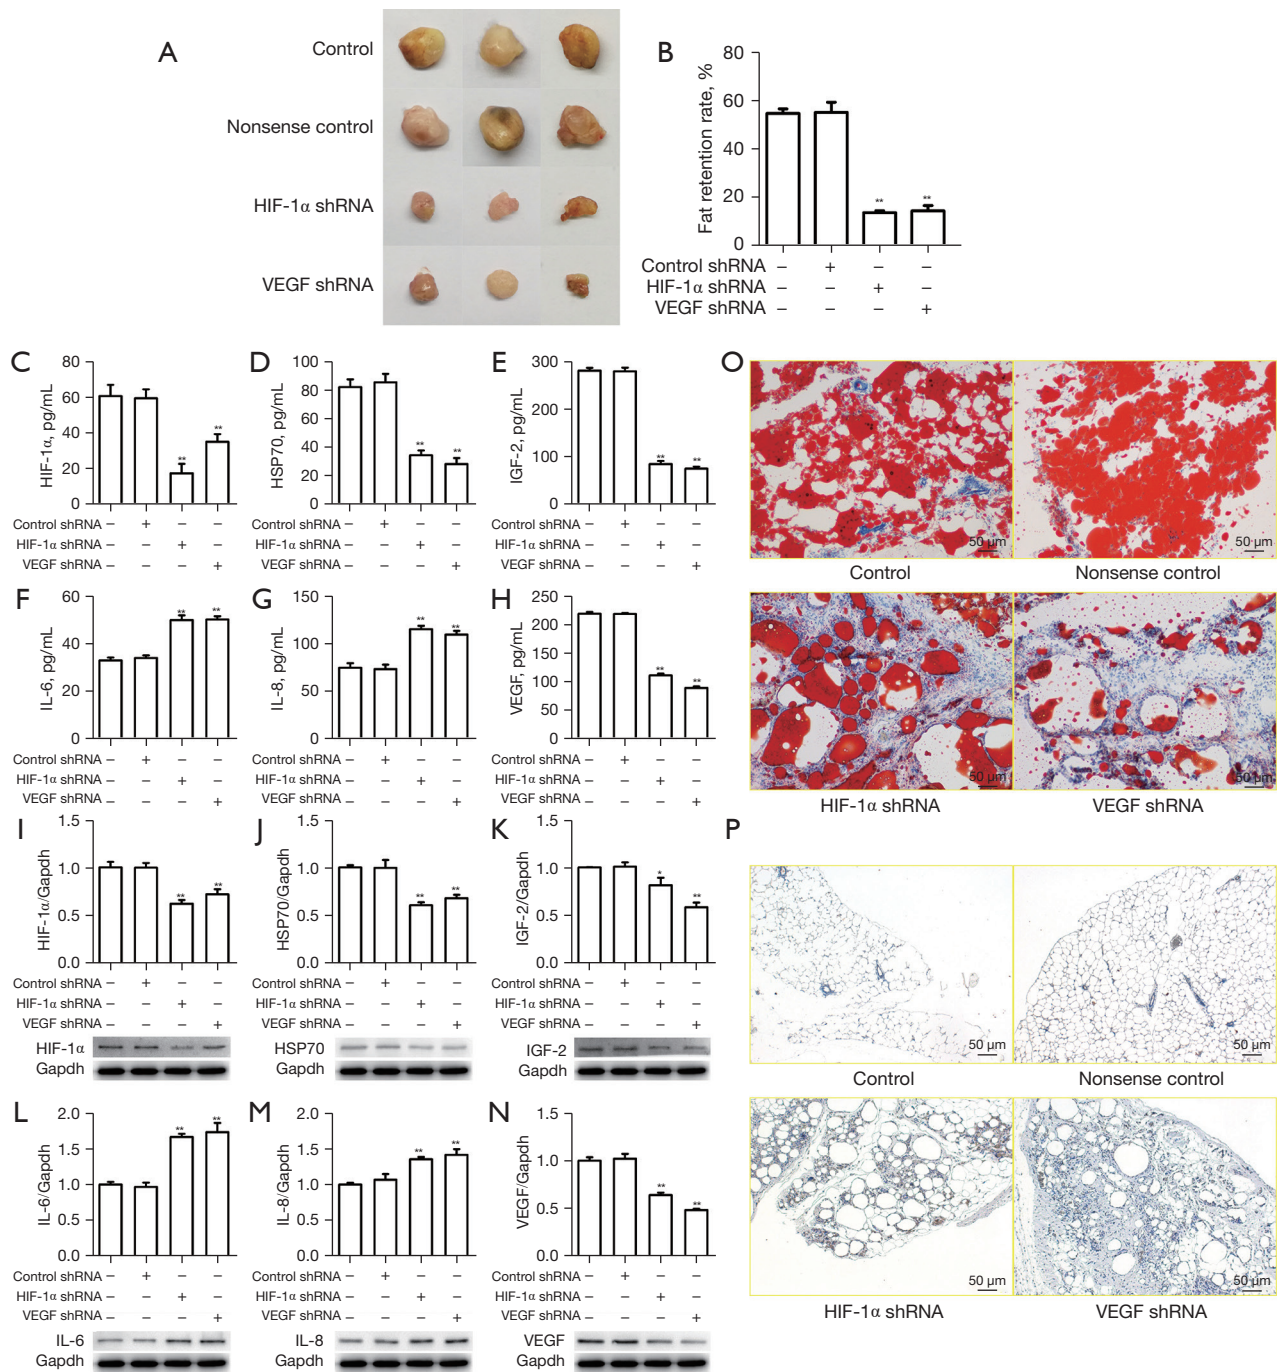 A
Control
Nonsense control
HIF-1α shRNA
VEGF shRNA
B
Fat retention rate, %
80
60
40
20
0
** **
Control shRNA – + – –
HIF-1α shRNA – – + –
VEGF shRNA – – – +
C
HIF-1α, pg/mL
80
60
40
20
0
** **
Control shRNA – + – –
HIF-1α shRNA – – + –
VEGF shRNA – – – +
D
HSP70, pg/mL
100
80
60
40
20
0
** **
Control shRNA – + – –
HIF-1α shRNA – – + –
VEGF shRNA – – – +
E
IGF-2, pg/mL
300
200
100
0
** **
Control shRNA – + – –
HIF-1α shRNA – – + –
VEGF shRNA – – – +
F
IL-6, pg/mL
60
40
20
0
** **
Control shRNA – + – –
HIF-1α shRNA – – + –
VEGF shRNA – – – +
G
IL-8, pg/mL
150
100
50
0
** **
Control shRNA – + – –
HIF-1α shRNA – – + –
VEGF shRNA – – – +
H
VEGF, pg/mL
250
200
150
100
50
0
** **
Control shRNA – + – –
HIF-1α shRNA – – + –
VEGF shRNA – – – +
I
HIF-1α/Gapdh
1.5
1.0
0.5
0.0
** **
Control shRNA – + – –
HIF-1α shRNA – – + –
VEGF shRNA – – – +
HIF-1α
Gapdh
J
HSP70/Gapdh
1.5
1.0
0.5
0.0
** **
Control shRNA – + – –
HIF-1α shRNA – – + –
VEGF shRNA – – – +
HSP70
Gapdh
K
IGF-2/Gapdh
1.5
1.0
0.5
0.0
* **
Control shRNA – + – –
HIF-1α shRNA – – + –
VEGF shRNA – – – +
IGF-2
Gapdh
L
IL-6/Gapdh
2.0
1.5
1.0
0.5
0.0
** **
Control shRNA – + – –
HIF-1α shRNA – – + –
VEGF shRNA – – – +
IL-6
Gapdh
M
IL-8/Gapdh
2.0
1.5
1.0
0.5
0.0
** **
Control shRNA – + – –
HIF-1α shRNA – – + –
VEGF shRNA – – – +
IL-8
Gapdh
N
VEGF/Gapdh
1.5
1.0
0.5
0.0
** **
Control shRNA – + – –
HIF-1α shRNA – – + –
VEGF shRNA – – – +
VEGF
Gapdh
O
50 µm 50 µm
Control Nonsense control
50 µm 50 µm
HIF-1α shRNA VEGF shRNA
P
50 µm 50 µm
Control Nonsense control
50 µm 50 µm
HIF-1α shRNA VEGF shRNA